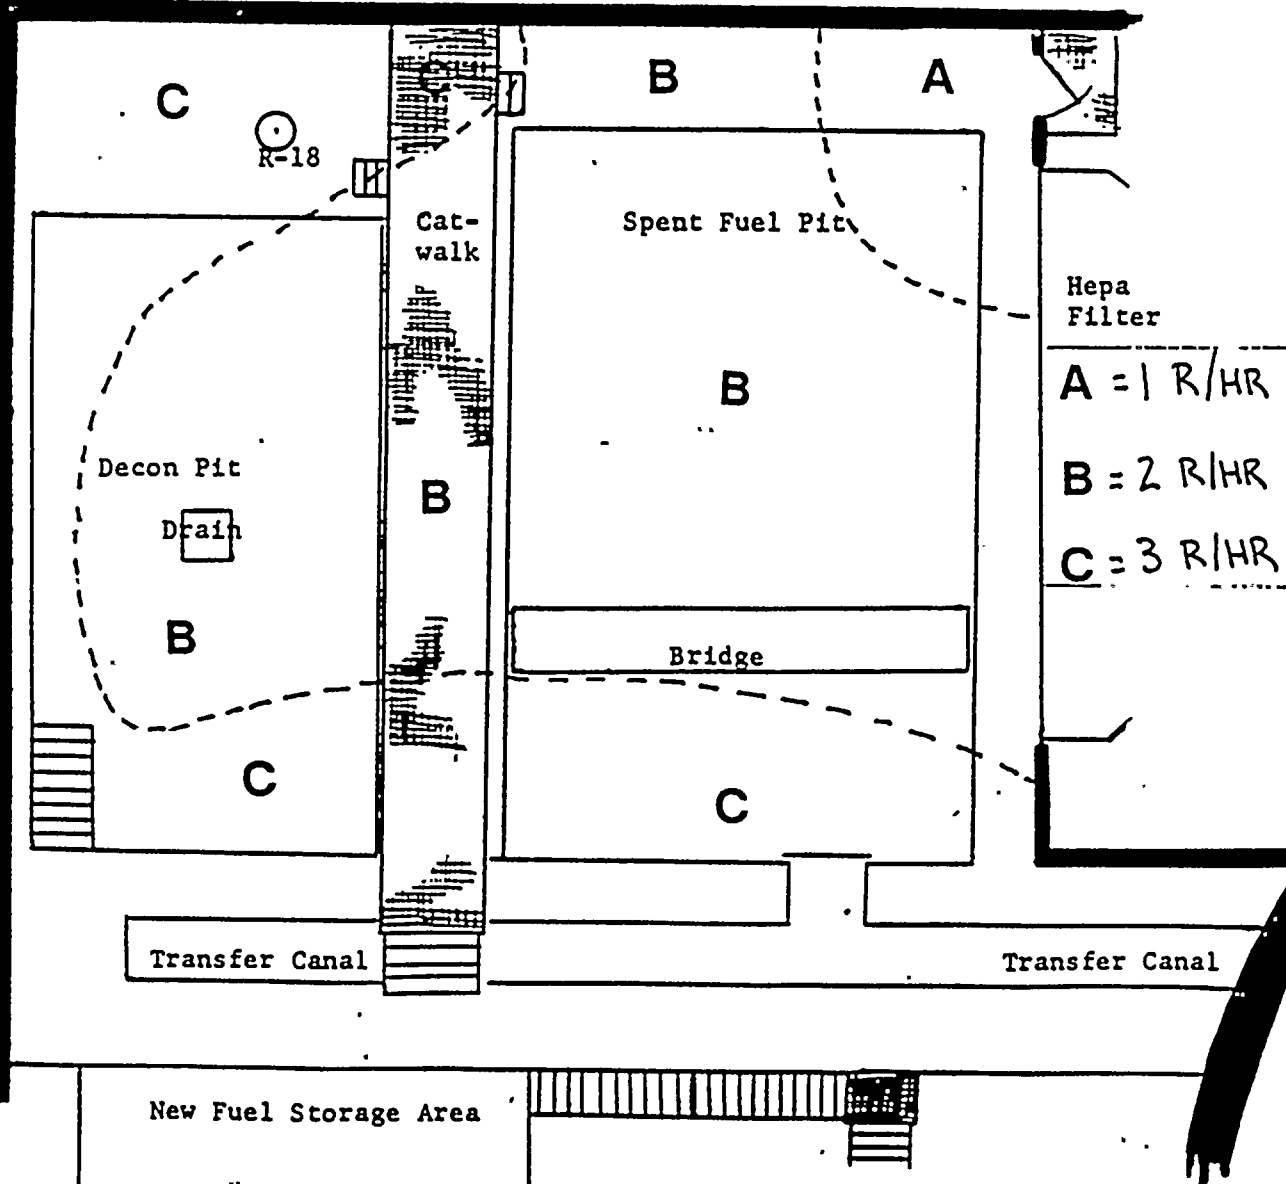 C
C
B
A
R-18
Cat-
walk
Spent Fuel Pit
Hepa
Filter
A = 1 R/HR
B = 2 R/HR
C = 3 R/HR
B
Decon Pit
B
Drain
B
Bridge
C
C
Transfer Canal
Transfer Canal
New Fuel Storage Area